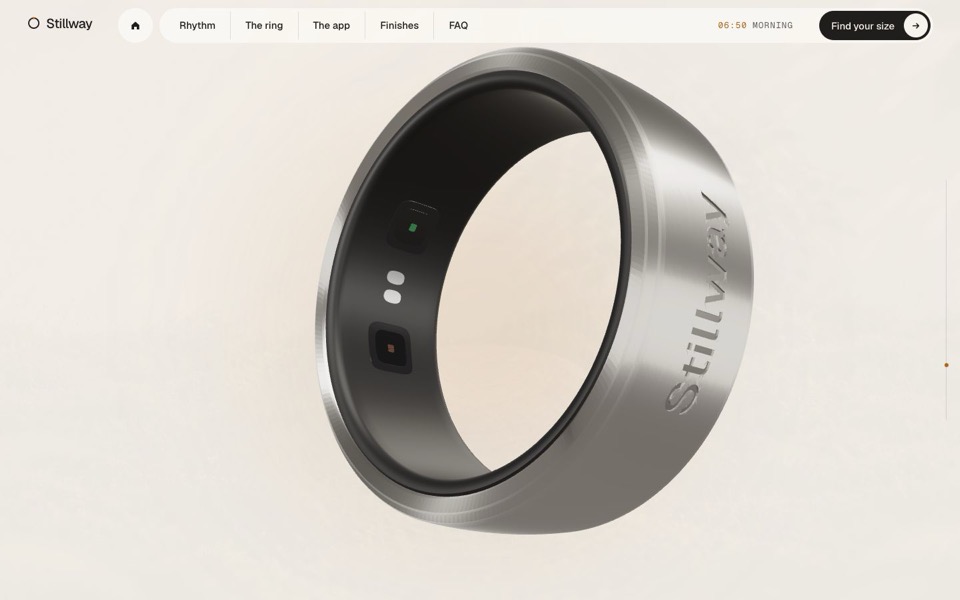 Stillway
Rhythm
The ring
The app
Finishes
FAQ
06:50 MORNING
Find your size
Stillway